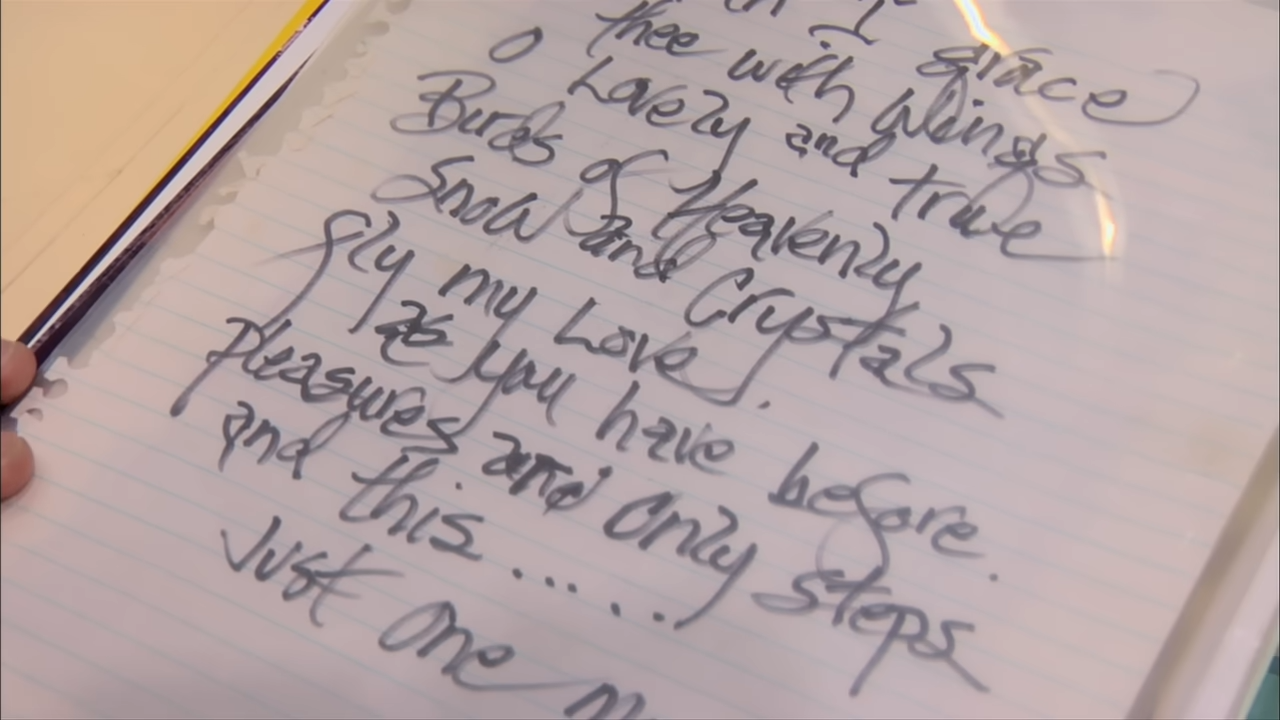 I grace
thee with Wings
O Lovely and true
Birds of Heavenly
Snow and Crystals
fly my Love.
as you have before.
pleasures and Only steps
and this......
Just One